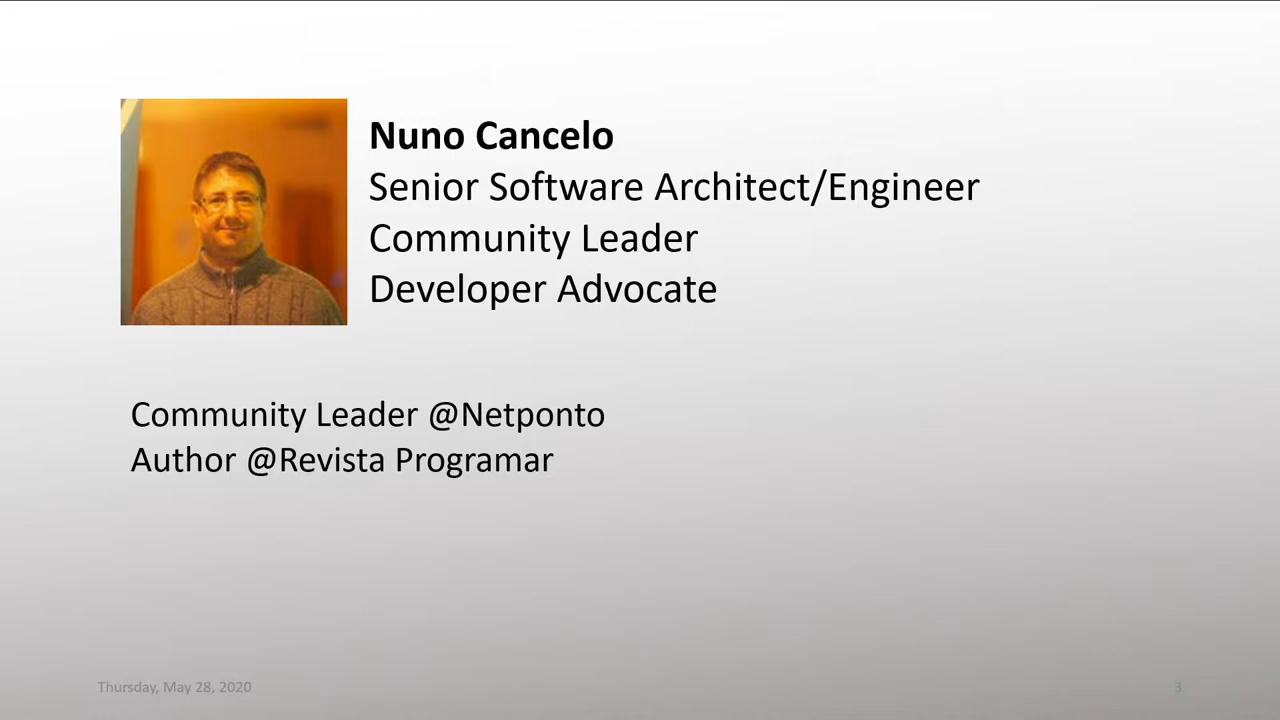 Nuno Cancelo
Senior Software Architect/Engineer
Community Leader
Developer Advocate
Community Leader @Netponto
Author @Revista Programar
Thursday, May 28, 2020
3